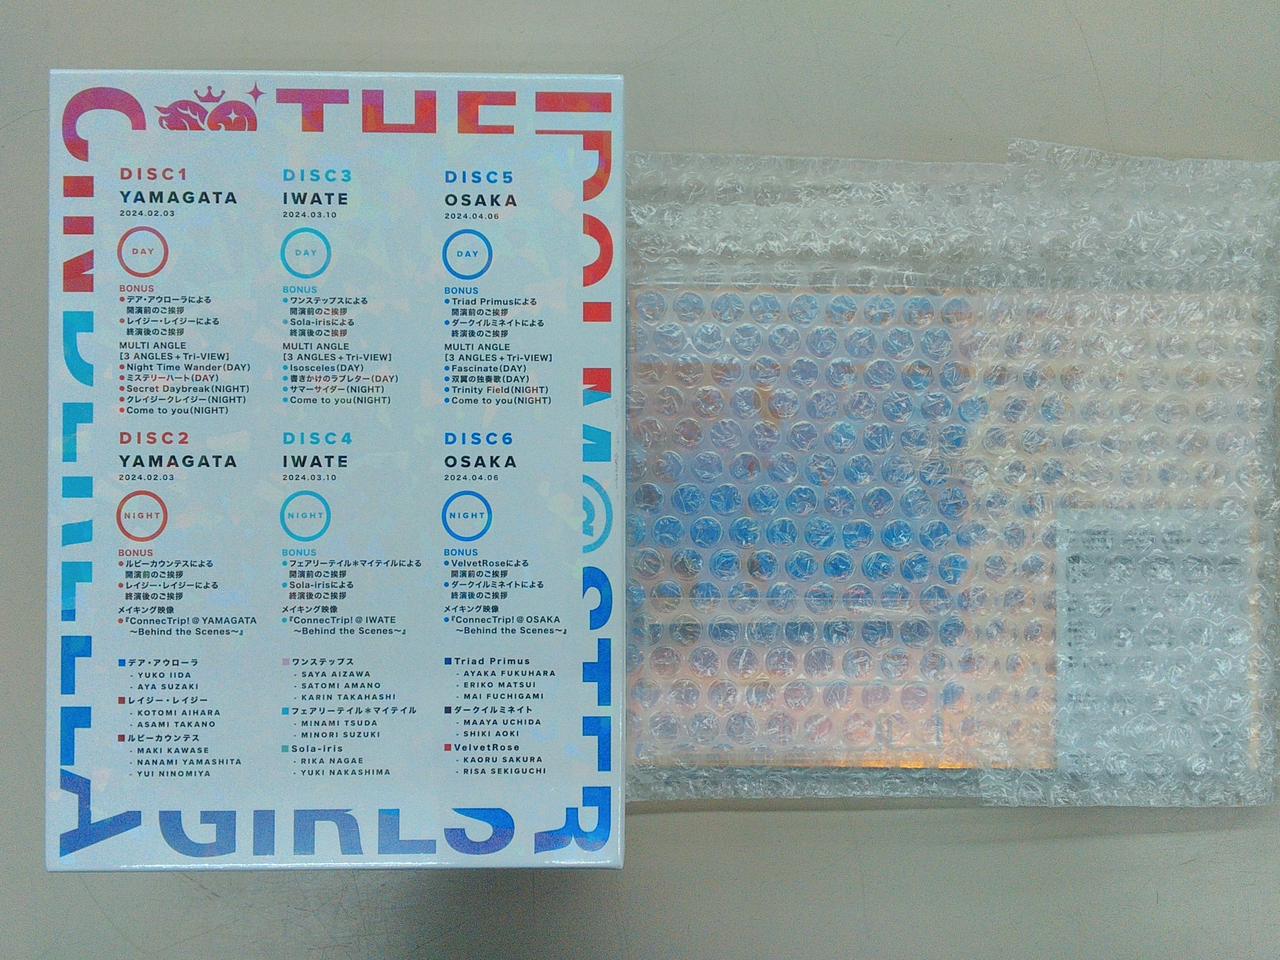 THE IDOLM@STER
CINDERELLA GIRLS
DISC1
YAMAGATA
2024.02.03
DAY
BONUS
デア・アウローラによる
開演前のご挨拶
レイジー・レイジーによる
終演後のご挨拶
MULTI ANGLE
[3 ANGLES+Tri-VIEW]
Night Time Wander(DAY)
ミステリーハート(DAY)
Secret Daybreak(NIGHT)
クレイジークレイジー(NIGHT)
Come to you(NIGHT)
DISC3
IWATE
2024.03.10
DAY
BONUS
ワンステップスによる
開演前のご挨拶
Sola-irisによる
終演後のご挨拶
MULTI ANGLE
[3 ANGLES+Tri-VIEW]
Isosceles(DAY)
書きかけのラブレター(DAY)
サマーサイダー(NIGHT)
Come to you(NIGHT)
DISC5
OSAKA
2024.04.06
DAY
BONUS
Triad Primusによる
開演前のご挨拶
ダークイルミネイトによる
終演後のご挨拶
MULTI ANGLE
[3 ANGLES+Tri-VIEW]
Fascinate(DAY)
双翼の独奏歌(DAY)
Trinity Field(NIGHT)
Come to you(NIGHT)
DISC2
YAMAGATA
2024.02.03
NIGHT
BONUS
ルビーカウンテスによる
開演前のご挨拶
レイジー・レイジーによる
終演後のご挨拶
メイキング映像
『ConnecTrip!@YAMAGATA
～Behind the Scenes～』
DISC4
IWATE
2024.03.10
NIGHT
BONUS
フェアリーテイル*マイテイルによる
開演前のご挨拶
Sola-irisによる
終演後のご挨拶
メイキング映像
『ConnecTrip!@IWATE
～Behind the Scenes～』
DISC6
OSAKA
2024.04.06
NIGHT
BONUS
VelvetRoseによる
開演前のご挨拶
ダークイルミネイトによる
終演後のご挨拶
メイキング映像
『ConnecTrip!@OSAKA
～Behind the Scenes～』
デア・アウローラ
- YUKO IIDA
- AYA SUZAKI
レイジー・レイジー
- KOTOMI AIHARA
- ASAMI TAKANO
ルビーカウンテス
- MAKI KAWASE
- NANAMI YAMASHITA
- YUI NINOMIYA
ワンステップス
- SAYA AIZAWA
- SATOMI AMANO
- KARIN TAKAHASHI
フェアリーテイル*マイテイル
- MINAMI TSUDA
- MINORI SUZUKI
Sola-iris
- RIKA NAGAE
- YUKI NAKASHIMA
Triad Primus
- AYAKA FUKUHARA
- ERIKO MATSUI
- MAI FUCHIGAMI
ダークイルミネイト
- MAAYA UCHIDA
- SHIKI AOKI
VelvetRose
- KAORU SAKURA
- RISA SEKIGUCHI